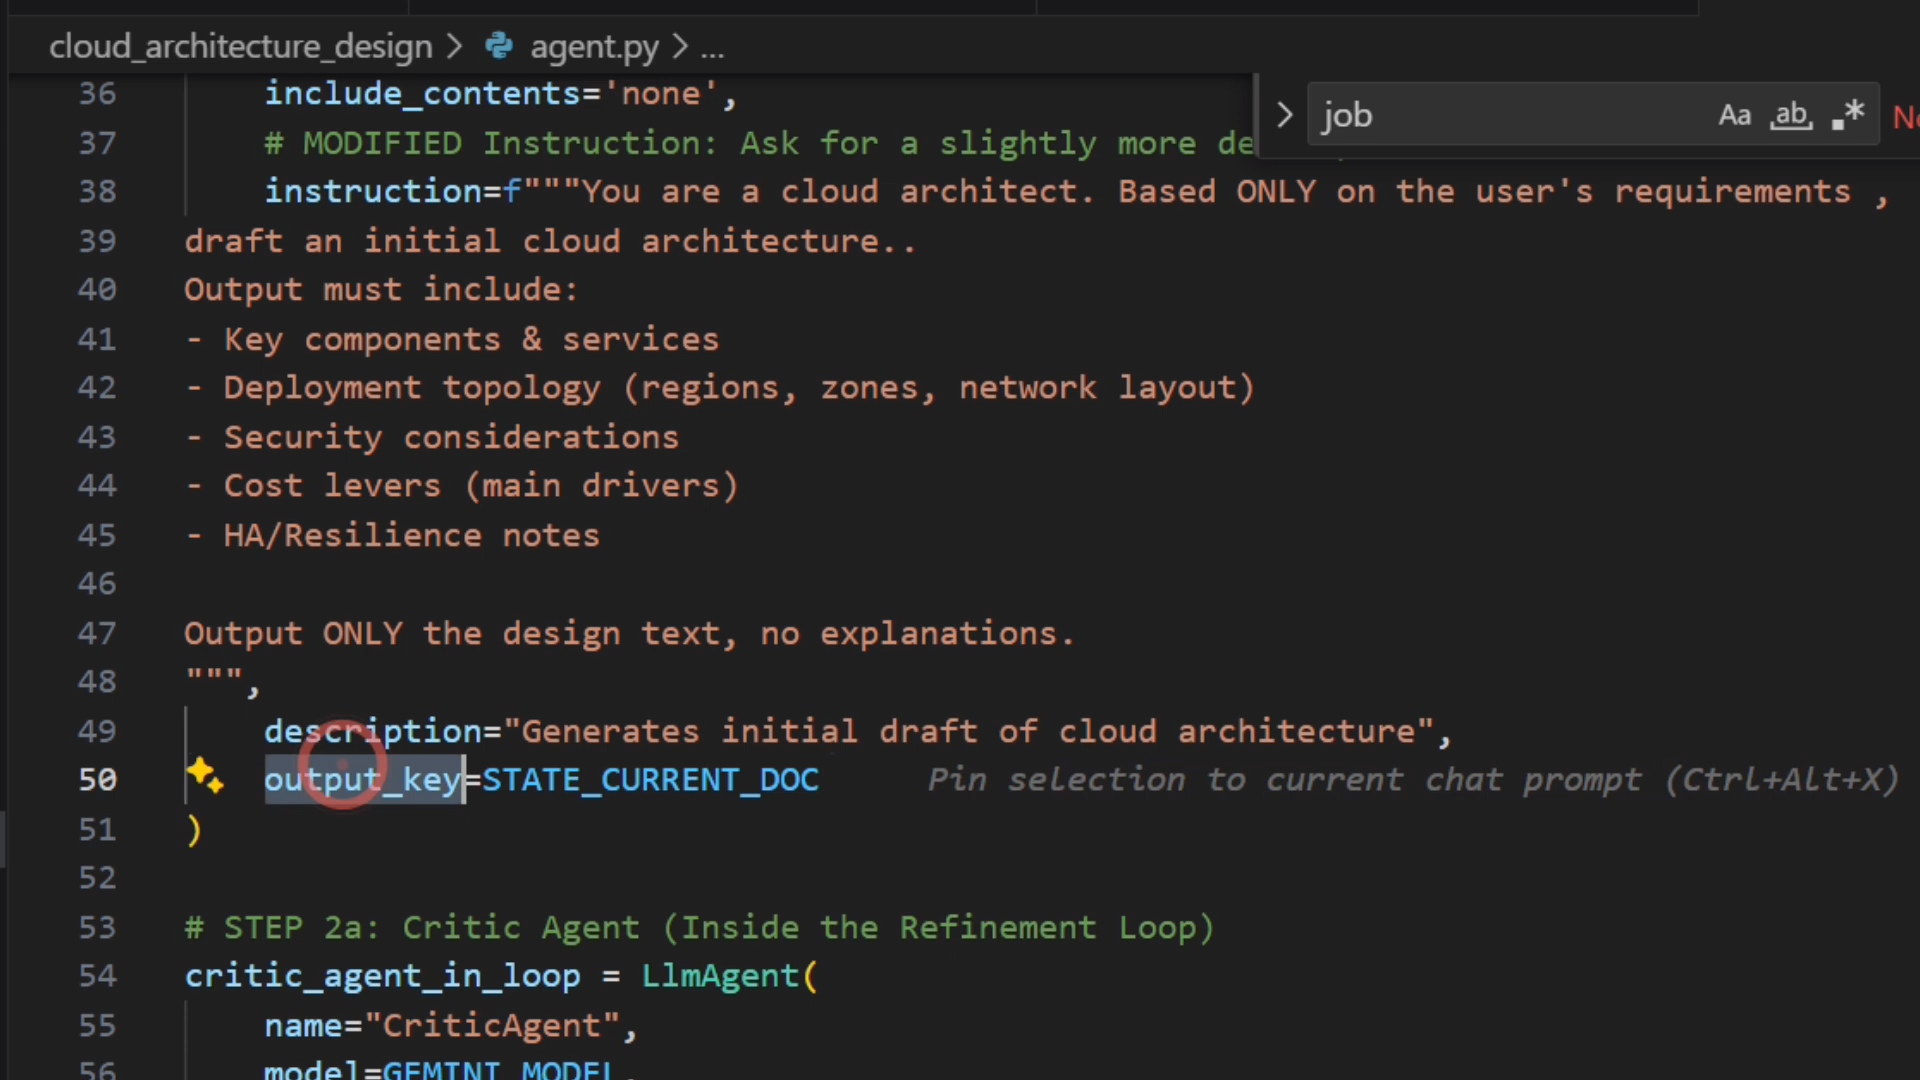 cloud_architecture_design > agent.py > ...
job
Aa ab .*
36 include_contents='none',
37 # MODIFIED Instruction: Ask for a slightly more
38 instruction=f"""You are a cloud architect. Based ONLY on the user's requirements ,
39 draft an initial cloud architecture..
40 Output must include:
41 - Key components & services
42 - Deployment topology (regions, zones, network layout)
43 - Security considerations
44 - Cost levers (main drivers)
45 - HA/Resilience notes
46
47 Output ONLY the design text, no explanations.
48 """,
49 description="Generates initial draft of cloud architecture",
50 output_key=STATE_CURRENT_DOC Pin selection to current chat prompt (Ctrl+Alt+X)
51 )
52
53 # STEP 2a: Critic Agent (Inside the Refinement Loop)
54 critic_agent_in_loop = LlmAgent(
55 name="CriticAgent",
56 model=GEMINI_MODEL,